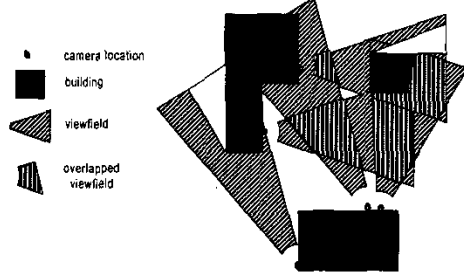 camera location
building
viewfield
overlapped
viewfield